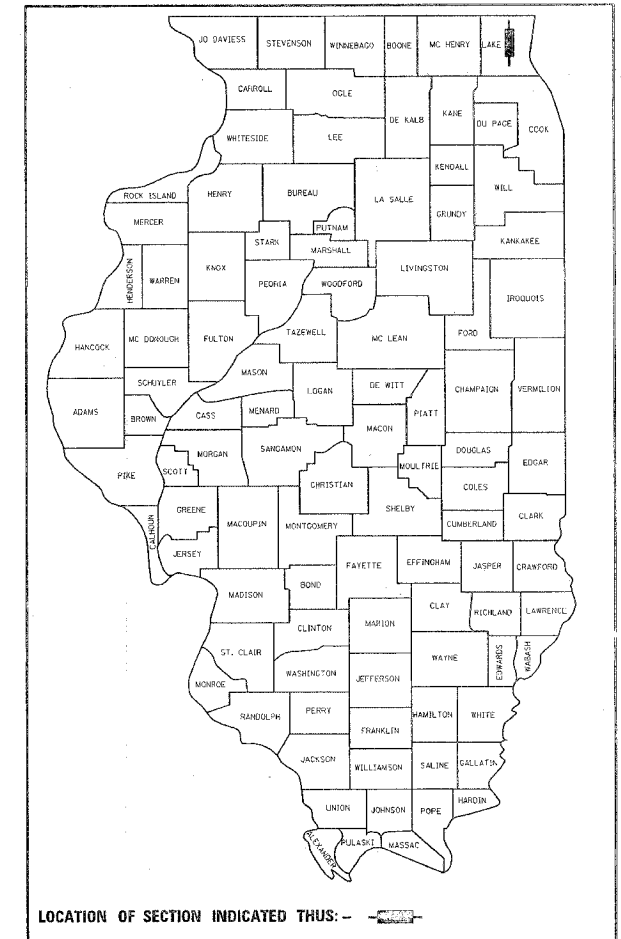 JO DAVIESS
STEVENSON
WINNEBAGO
BOONE
MC HENRY
LAKE
CARROLL
OGLE
DE KALB
KANE
DU PAGE
COOK
WHITESIDE
LEE
KENDALL
WILL
ROCK ISLAND
HENRY
BUREAU
LA SALLE
GRUNDY
MERCER
PUTNAM
KANKAKEE
STARK
MARSHALL
HENDERSON
WARREN
KNOX
PEORIA
WOODFORD
LIVINGSTON
IROQUOIS
FORD
HANCOCK
MC DONOUGH
FULTON
TAZEWELL
MC LEAN
SCHUYLER
MASON
LOGAN
DE WITT
CHAMPAIGN
VERMILION
ADAMS
BROWN
CASS
MENARD
MACON
PIATT
PIKE
SCOTT
MORGAN
SANGAMON
MOULTRIE
DOUGLAS
EDGAR
CHRISTIAN
COLES
CALHOUN
GREENE
MACOUPIN
MONTGOMERY
SHELBY
CUMBERLAND
CLARK
JERSEY
FAYETTE
EFFINGHAM
JASPER
CRAWFORD
MADISON
BOND
CLAY
RICHLAND
LAWRENCE
CLINTON
MARION
ST. CLAIR
WAYNE
EDWARDS
WABASH
WASHINGTON
JEFFERSON
MONROE
RANDOLPH
PERRY
HAMILTON
WHITE
FRANKLIN
JACKSON
WILLIAMSON
SALINE
GALLATIN
UNION
JOHNSON
POPE
HARDIN
ALEXANDER
PULASKI
MASSAC
LOCATION OF SECTION INDICATED THUS: -